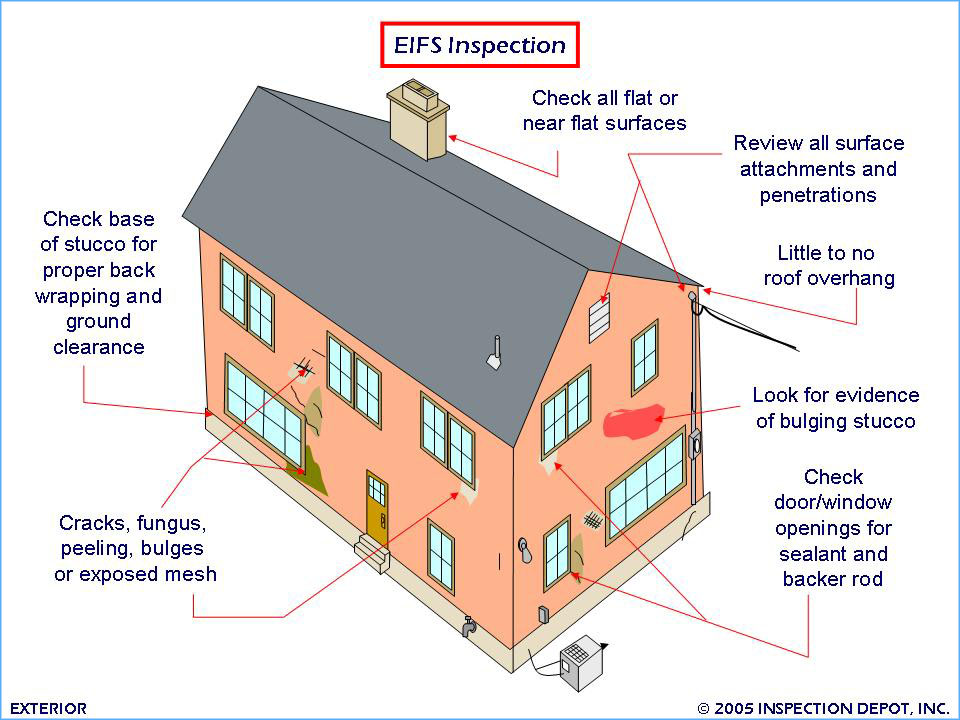 EIFS Inspection
Check all flat or
near flat surfaces
Review all surface
attachments and
penetrations
Check base
of stucco for
proper back
wrapping and
ground
clearance
Little to no
roof overhang
Look for evidence
of bulging stucco
Check
door/window
openings for
sealant and
backer rod
Cracks, fungus,
peeling, bulges
or exposed mesh
EXTERIOR
© 2005 INSPECTION DEPOT, INC.